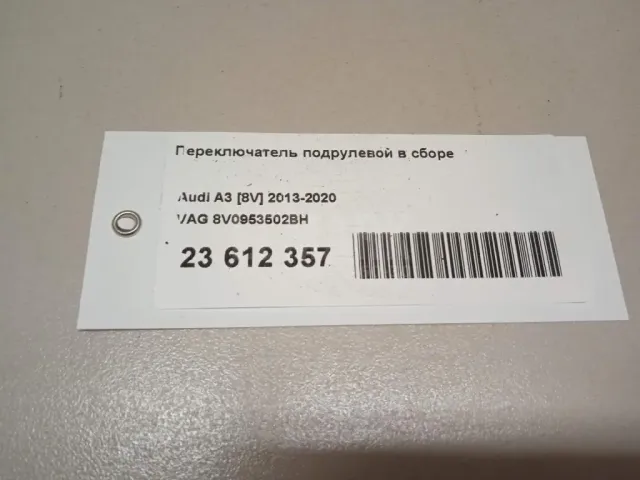 Переключатель подрулевой в сборе
Audi A3 [8V] 2013-2020
VAG 8V0953502BH
23 612 357